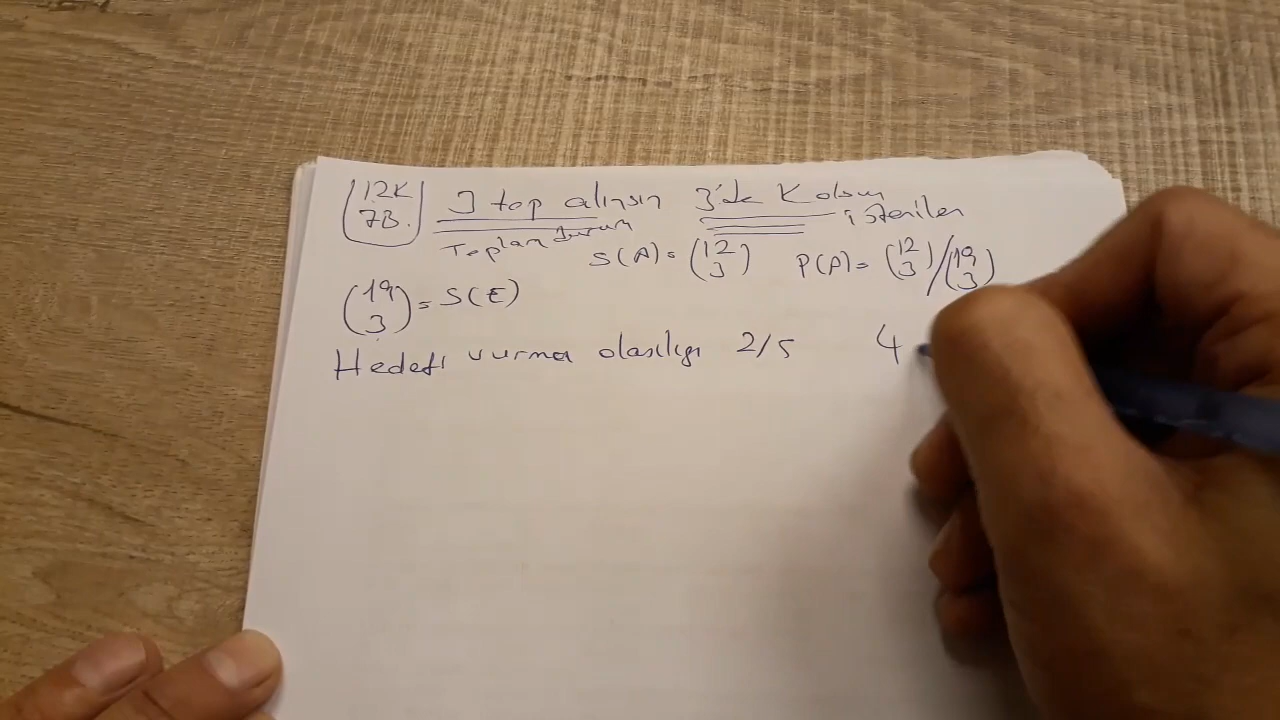 12K 3 top alınsın 3'de K olsun
7B. Toplam durum istenilen
S(A) = (12 3) P(A) = (12 3)/(19 3)
(19 3) = S(E)
Hedefi vurma olasılığı 2/5 4